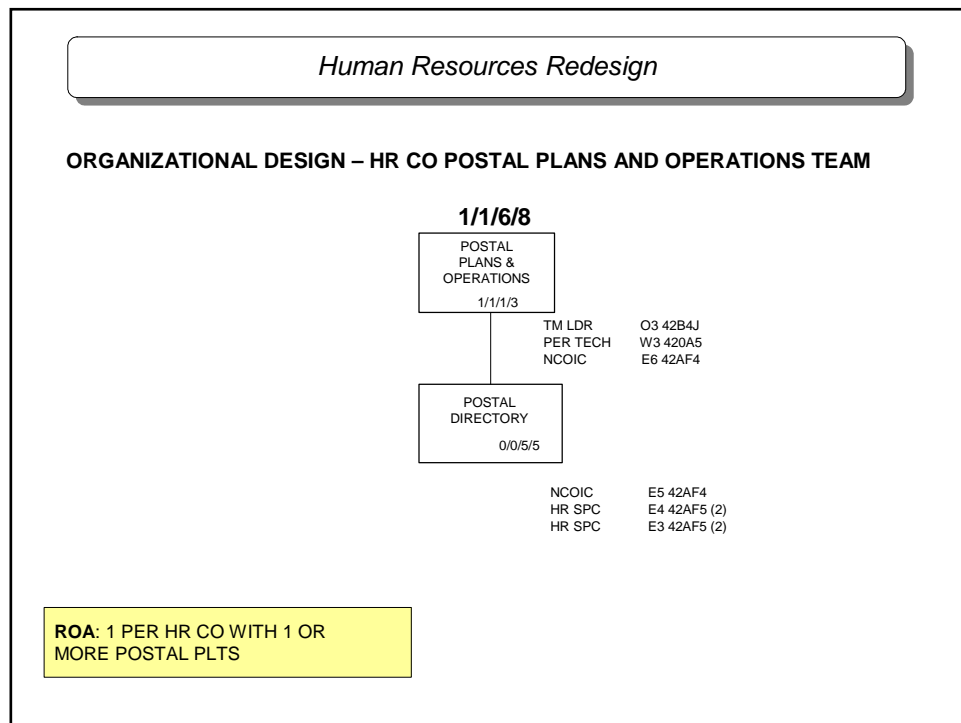 Human Resources Redesign
ORGANIZATIONAL DESIGN – HR CO POSTAL PLANS AND OPERATIONS TEAM
1/1/6/8
POSTAL
PLANS &
OPERATIONS
1/1/1/3
TM LDR O3 42B4J
PER TECH W3 420A5
NCOIC E6 42AF4
POSTAL
DIRECTORY
0/0/5/5
NCOIC E5 42AF4
HR SPC E4 42AF5 (2)
HR SPC E3 42AF5 (2)
ROA: 1 PER HR CO WITH 1 OR
MORE POSTAL PLTS